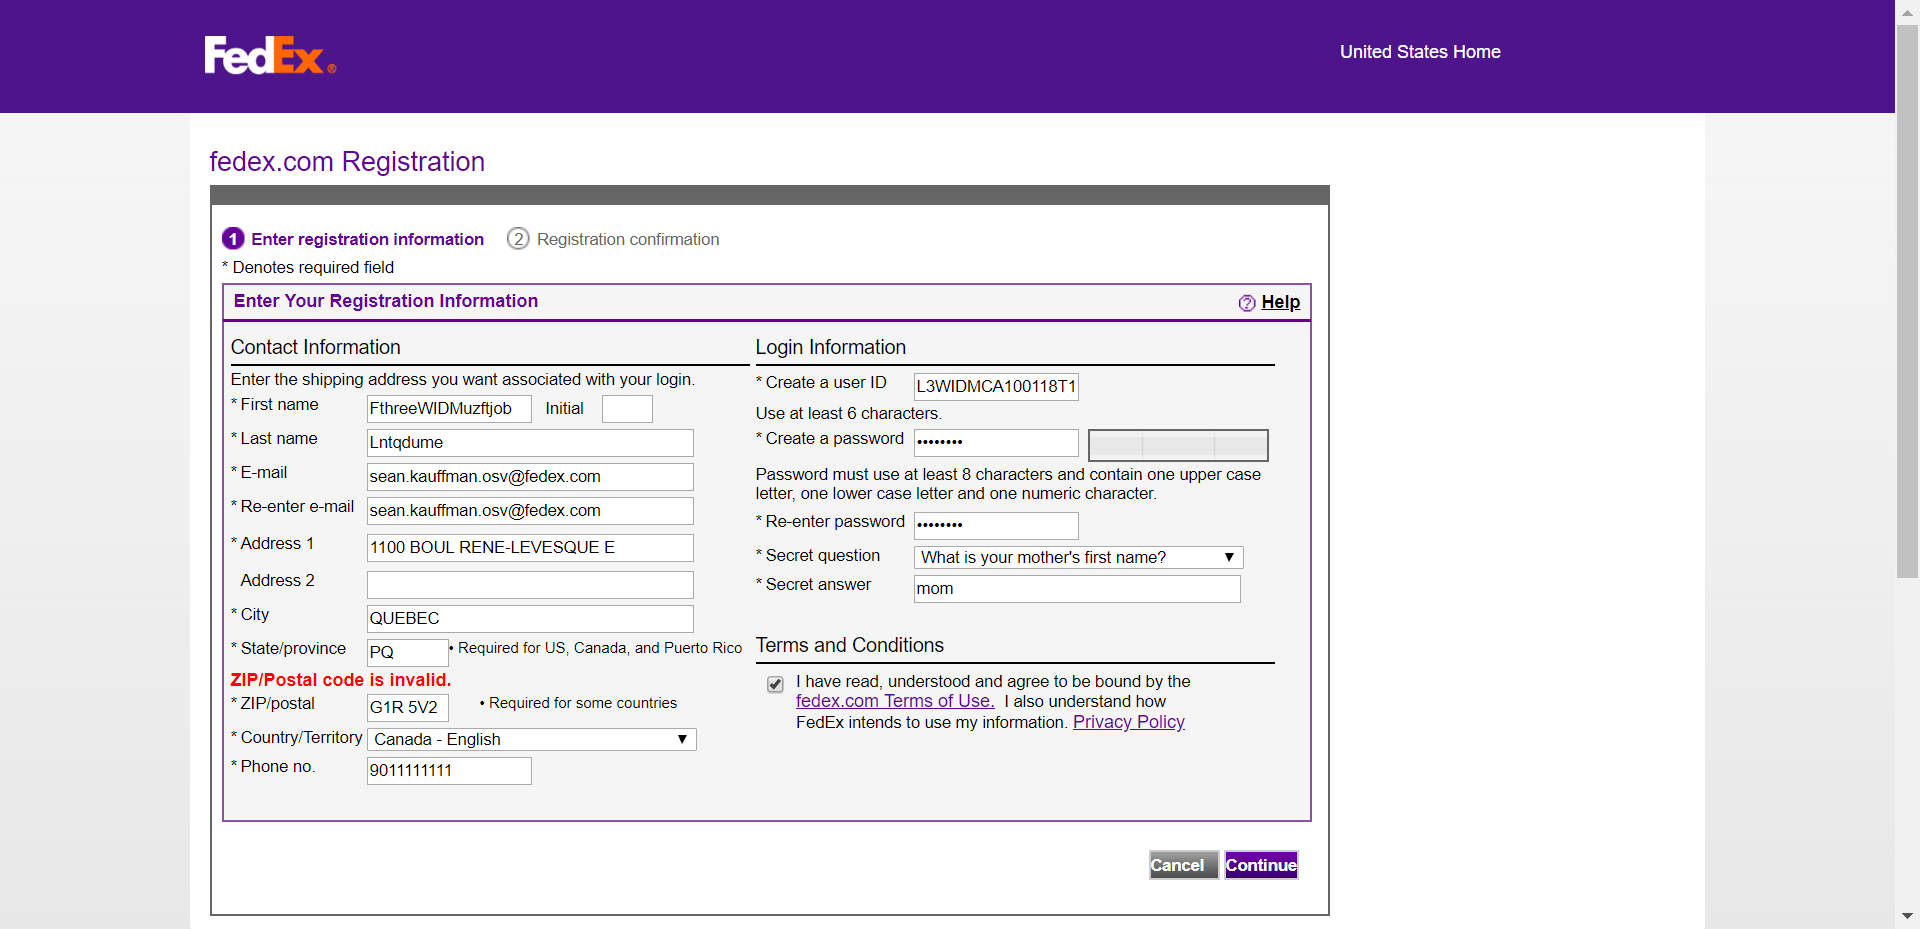 FedEx®
United States Home
fedex.com Registration
1 Enter registration information 2 Registration confirmation
* Denotes required field
Enter Your Registration Information
? Help
Contact Information
Enter the shipping address you want associated with your login.
* First name FthreeWIDMuzftjob Initial
* Last name Lntqdume
* E-mail sean.kauffman.osv@fedex.com
* Re-enter e-mail sean.kauffman.osv@fedex.com
* Address 1 1100 BOUL RENE-LEVESQUE E
Address 2
* City QUEBEC
* State/province PQ • Required for US, Canada, and Puerto Rico
ZIP/Postal code is invalid.
* ZIP/postal G1R 5V2 • Required for some countries
* Country/Territory Canada - English
* Phone no. 9011111111
Login Information
* Create a user ID L3WIDMCA100118T1
Use at least 6 characters.
* Create a password ••••••••
Password must use at least 8 characters and contain one upper case
letter, one lower case letter and one numeric character.
* Re-enter password ••••••••
* Secret question What is your mother's first name?
* Secret answer mom
Terms and Conditions
I have read, understood and agree to be bound by the
fedex.com Terms of Use. I also understand how
FedEx intends to use my information. Privacy Policy
Cancel Continue